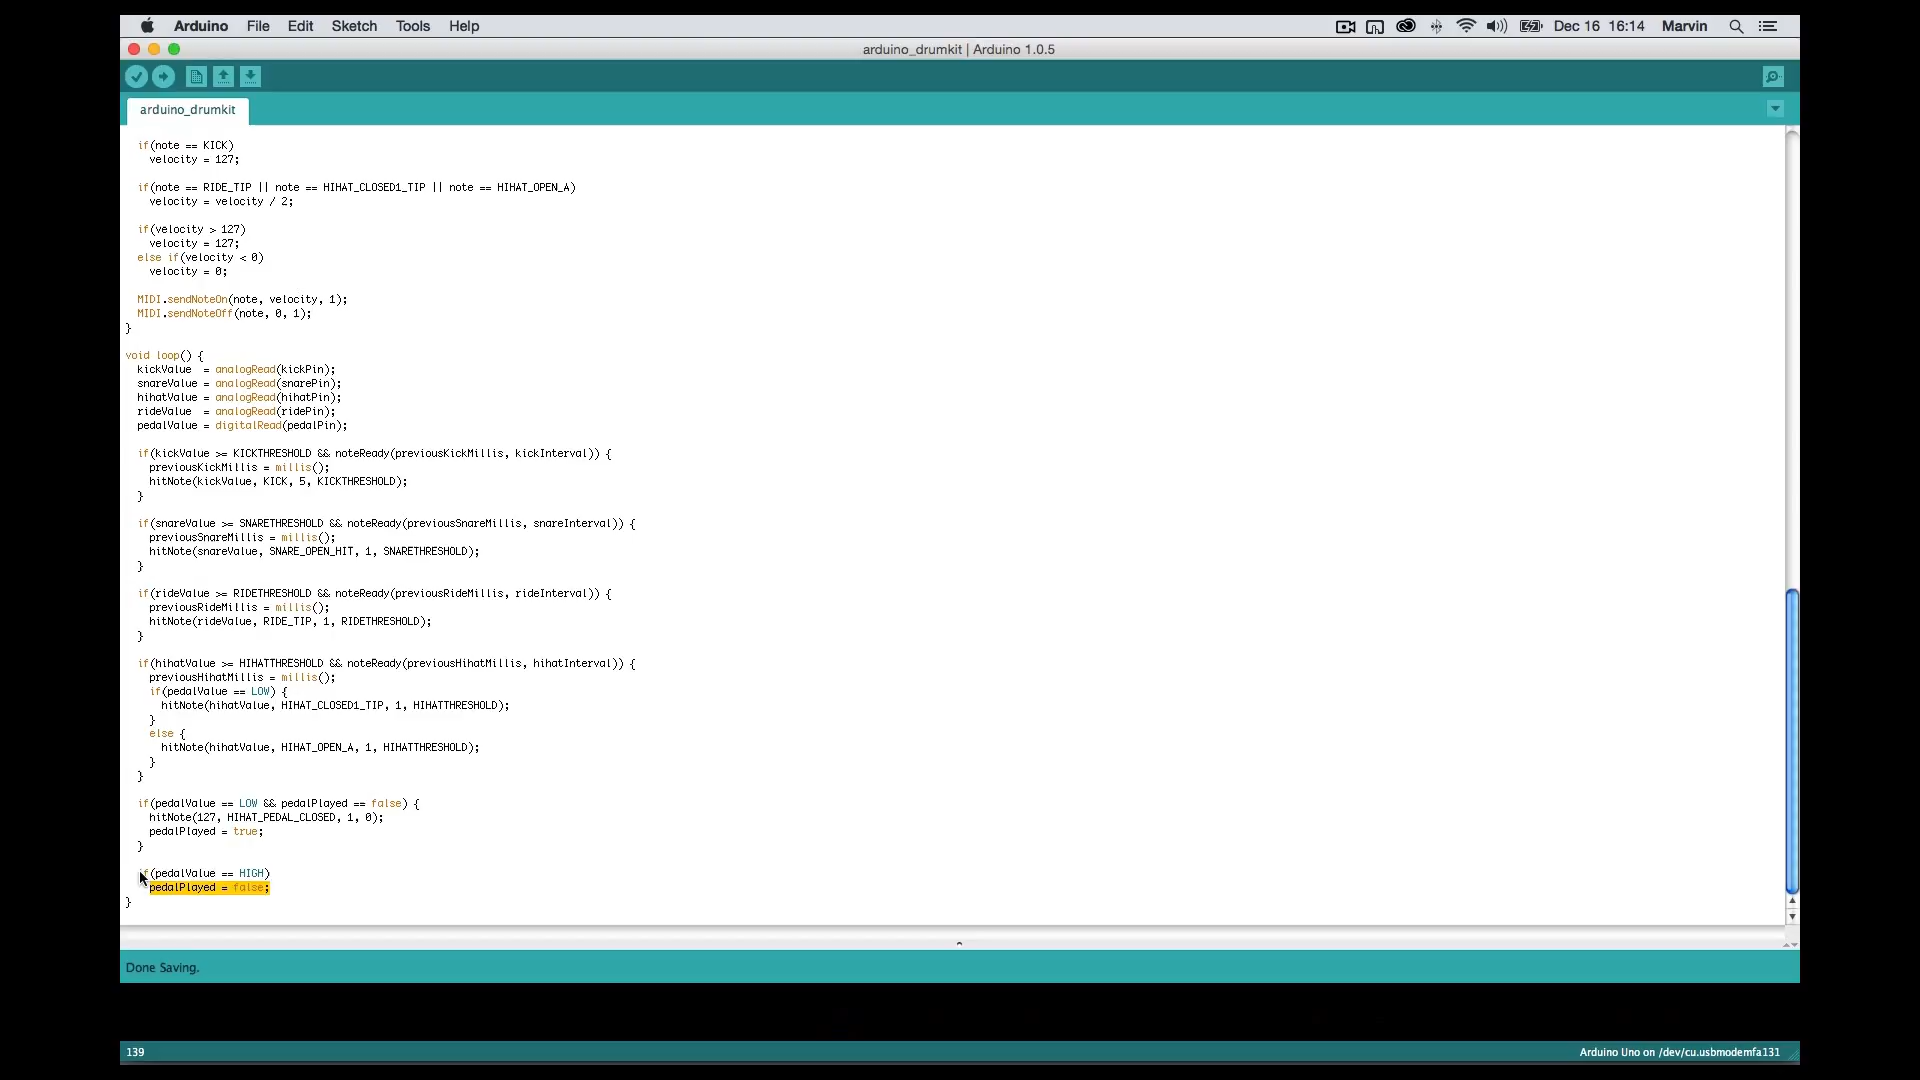 Arduino File Edit Sketch Tools Help Dec 16 16:14 Marvin
arduino_drumkit | Arduino 1.0.5
arduino_drumkit
if(note == KICK)
velocity = 127;
if(note == RIDE_TIP || note == HIHAT_CLOSED1_TIP || note == HIHAT_OPEN_A)
velocity = velocity / 2;
if(velocity > 127)
velocity = 127;
else if(velocity < 0)
velocity = 0;
MIDI.sendNoteOn(note, velocity, 1);
MIDI.sendNoteOff(note, 0, 1);
}
void loop() {
kickValue = analogRead(kickPin);
snareValue = analogRead(snarePin);
hihatValue = analogRead(hihatPin);
rideValue = analogRead(ridePin);
pedalValue = digitalRead(pedalPin);
if(kickValue >= KICKTHRESHOLD && noteReady(previousKickMillis, kickInterval)) {
previousKickMillis = millis();
hitNote(kickValue, KICK, 5, KICKTHRESHOLD);
}
if(snareValue >= SNARETHRESHOLD && noteReady(previousSnareMillis, snareInterval)) {
previousSnareMillis = millis();
hitNote(snareValue, SNARE_OPEN_HIT, 1, SNARETHRESHOLD);
}
if(rideValue >= RIDETHRESHOLD && noteReady(previousRideMillis, rideInterval)) {
previousRideMillis = millis();
hitNote(rideValue, RIDE_TIP, 1, RIDETHRESHOLD);
}
if(hihatValue >= HIHATTHRESHOLD && noteReady(previousHihatMillis, hihatInterval)) {
previousHihatMillis = millis();
if(pedalValue == LOW) {
hitNote(hihatValue, HIHAT_CLOSED1_TIP, 1, HIHATTHRESHOLD);
}
else {
hitNote(hihatValue, HIHAT_OPEN_A, 1, HIHATTHRESHOLD);
}
}
if(pedalValue == LOW && pedalPlayed == false) {
hitNote(127, HIHAT_PEDAL_CLOSED, 1, 0);
pedalPlayed = true;
}
if(pedalValue == HIGH)
pedalPlayed = false;
}
Done Saving.
139 Arduino Uno on /dev/cu.usbmodemfa131